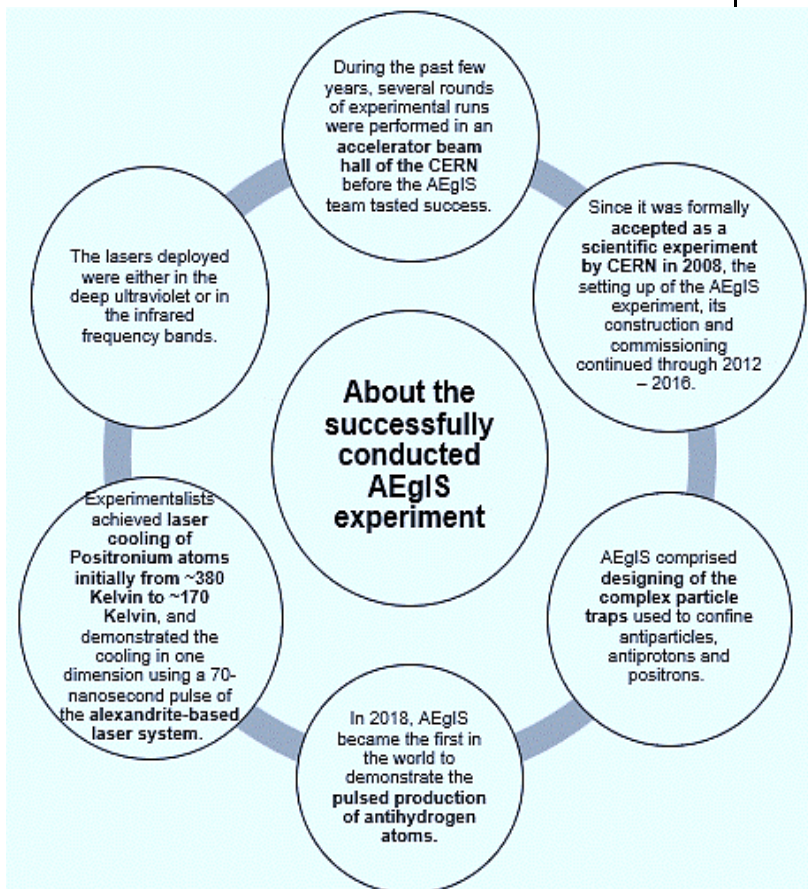 During the past few
years, several rounds
of experimental runs
were performed in an
accelerator beam
hall of the CERN
before the AEgIS
team tasted success.
Since it was formally
accepted as a
scientific experiment
by CERN in 2008, the
setting up of the AEgIS
experiment, its
construction and
commissioning
continued through 2012
– 2016.
AEgIS comprised
designing of the
complex particle
traps used to confine
antiparticles,
antiprotons and
positrons.
In 2018, AEgIS
became the first in
the world to
demonstrate the
pulsed production
of antihydrogen
atoms.
Experimentalists
achieved laser
cooling of
Positronium atoms
initially from ~380
Kelvin to ~170
Kelvin, and
demonstrated the
cooling in one
dimension using a 70-
nanosecond pulse of
the alexandrite-based
laser system.
The lasers deployed
were either in the
deep ultraviolet or in
the infrared
frequency bands.
About the
successfully
conducted
AEgIS
experiment